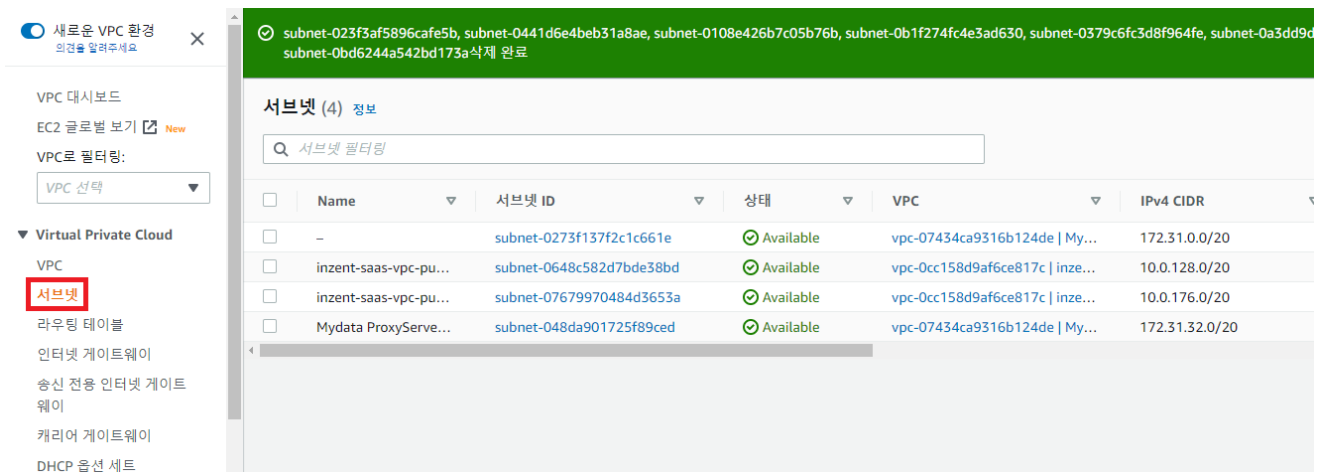 새로운 VPC 환경
의견을 알려주세요
VPC 대시보드
EC2 글로벌 보기 New
VPC로 필터링:
VPC 선택
Virtual Private Cloud
VPC
서브넷
라우팅 테이블
인터넷 게이트웨이
송신 전용 인터넷 게이트
웨이
캐리어 게이트웨이
DHCP 옵션 세트
subnet-023f3af5896cafe5b, subnet-0441d6e4beb31a8ae, subnet-0108e426b7c05b76b, subnet-0b1f274fc4e3ad630, subnet-0379c6fc3d8f964fe, subnet-0a3dd9d
subnet-0bd6244a542bd173a삭제 완료
서브넷 (4) 정보
서브넷 필터링
Name 서브넷 ID 상태 VPC IPv4 CIDR
– subnet-0273f137f2c1c661e Available vpc-07434ca9316b124de | My... 172.31.0.0/20
inzent-saas-vpc-pu... subnet-0648c582d7bde38bd Available vpc-0cc158d9af6ce817c | inze... 10.0.128.0/20
inzent-saas-vpc-pu... subnet-07679970484d3653a Available vpc-0cc158d9af6ce817c | inze... 10.0.176.0/20
Mydata ProxyServe... subnet-048da901725f89ced Available vpc-07434ca9316b124de | My... 172.31.32.0/20